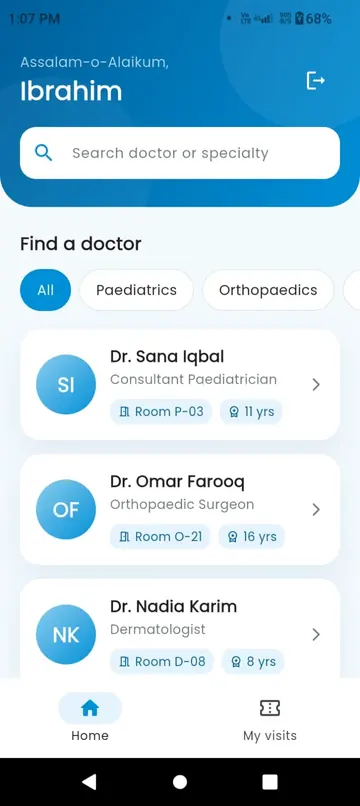 1:07 PM
68%
Assalam-o-Alaikum,
Ibrahim
Search doctor or specialty
Find a doctor
All Paediatrics Orthopaedics
SI
Dr. Sana Iqbal
Consultant Paediatrician
Room P-03 11 yrs
OF
Dr. Omar Farooq
Orthopaedic Surgeon
Room O-21 16 yrs
NK
Dr. Nadia Karim
Dermatologist
Room D-08 8 yrs
Home My visits